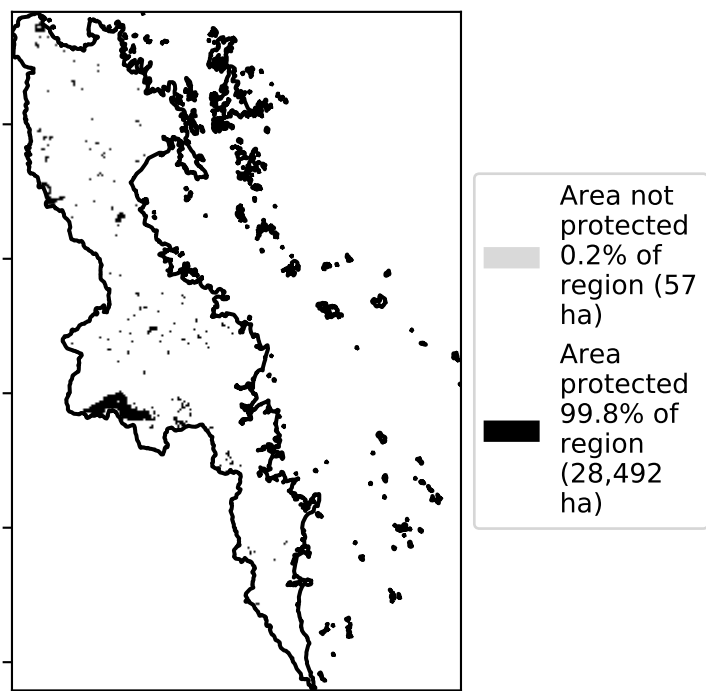 Area not
protected
0.2% of
region (57
ha)
Area
protected
99.8% of
region
(28,492
ha)